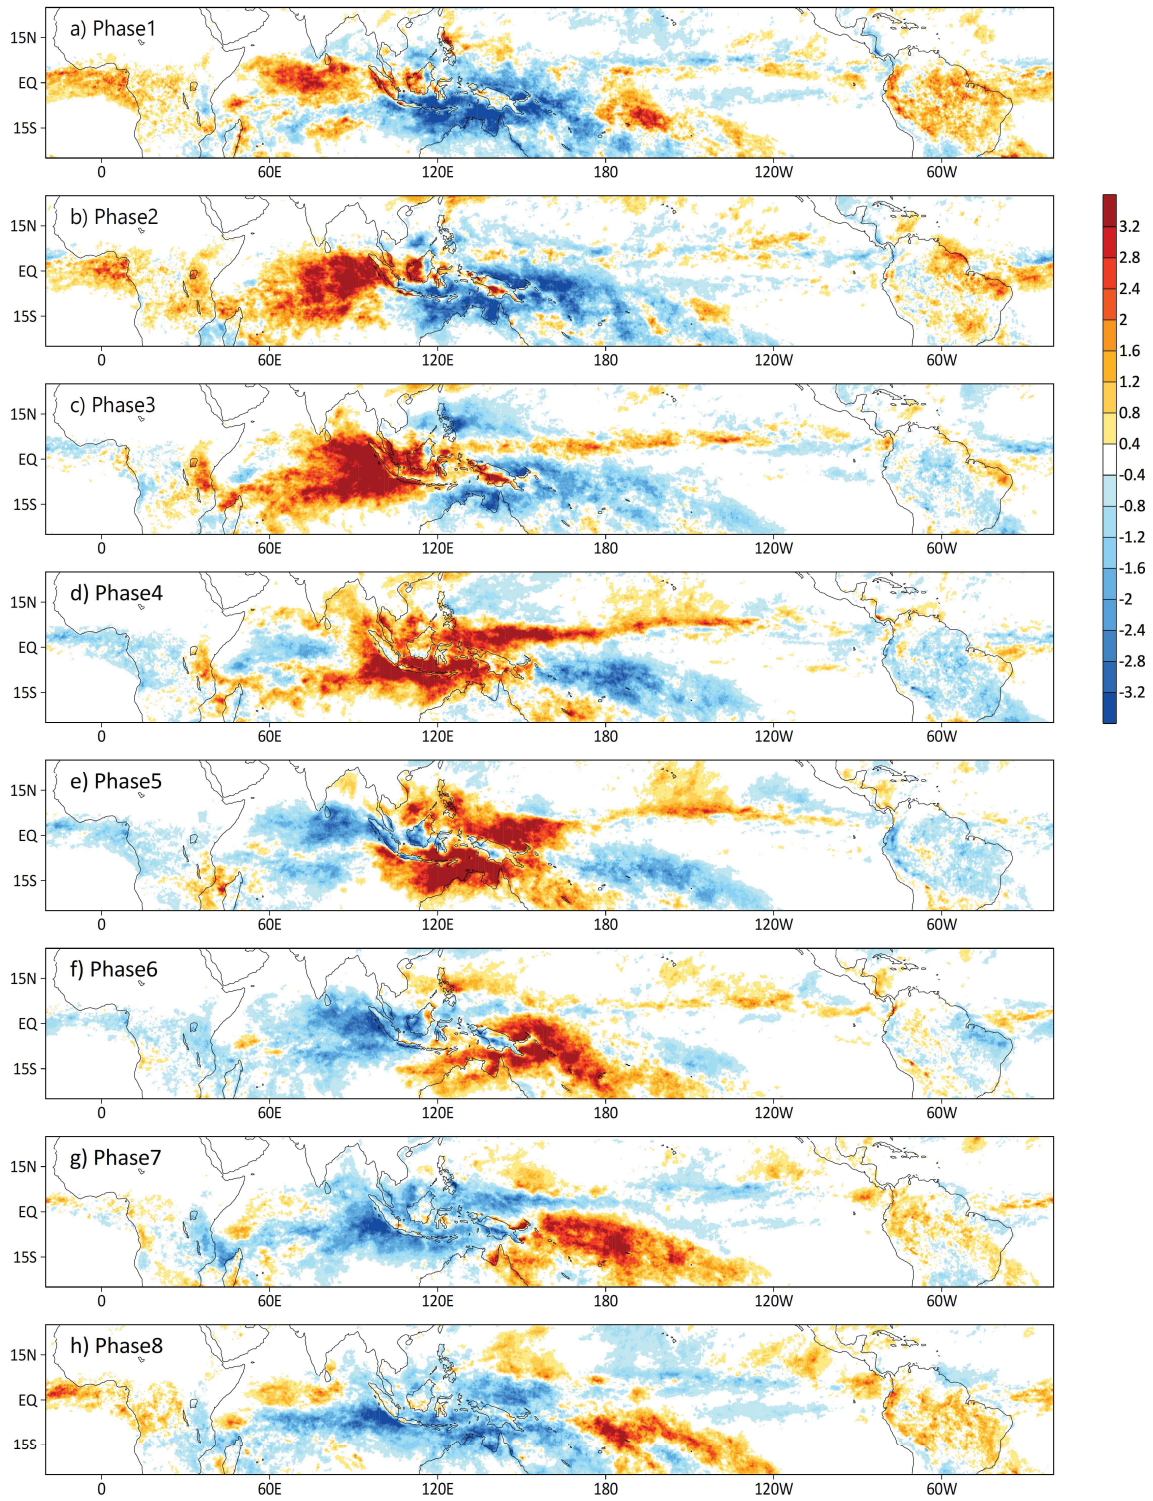 a) Phase1
15N
EQ
15S
0 60E 120E 180 120W 60W
b) Phase2
15N
EQ
15S
0 60E 120E 180 120W 60W
c) Phase3
15N
EQ
15S
0 60E 120E 180 120W 60W
d) Phase4
15N
EQ
15S
0 60E 120E 180 120W 60W
e) Phase5
15N
EQ
15S
0 60E 120E 180 120W 60W
f) Phase6
15N
EQ
15S
0 60E 120E 180 120W 60W
g) Phase7
15N
EQ
15S
0 60E 120E 180 120W 60W
h) Phase8
15N
EQ
15S
0 60E 120E 180 120W 60W
3.2
2.8
2.4
2
1.6
1.2
0.8
0.4
-0.4
-0.8
-1.2
-1.6
-2
-2.4
-2.8
-3.2